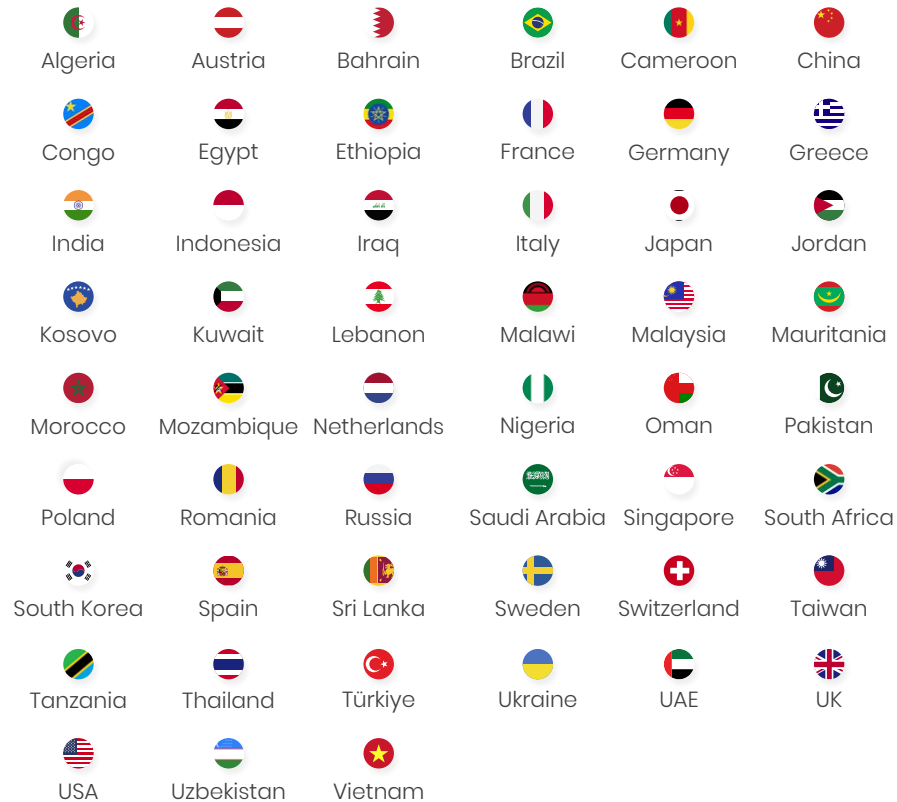 Algeria Austria Bahrain Brazil Cameroon China
Congo Egypt Ethiopia France Germany Greece
India Indonesia Iraq Italy Japan Jordan
Kosovo Kuwait Lebanon Malawi Malaysia Mauritania
Morocco Mozambique Netherlands Nigeria Oman Pakistan
Poland Romania Russia Saudi Arabia Singapore South Africa
South Korea Spain Sri Lanka Sweden Switzerland Taiwan
Tanzania Thailand Türkiye Ukraine UAE UK
USA Uzbekistan Vietnam